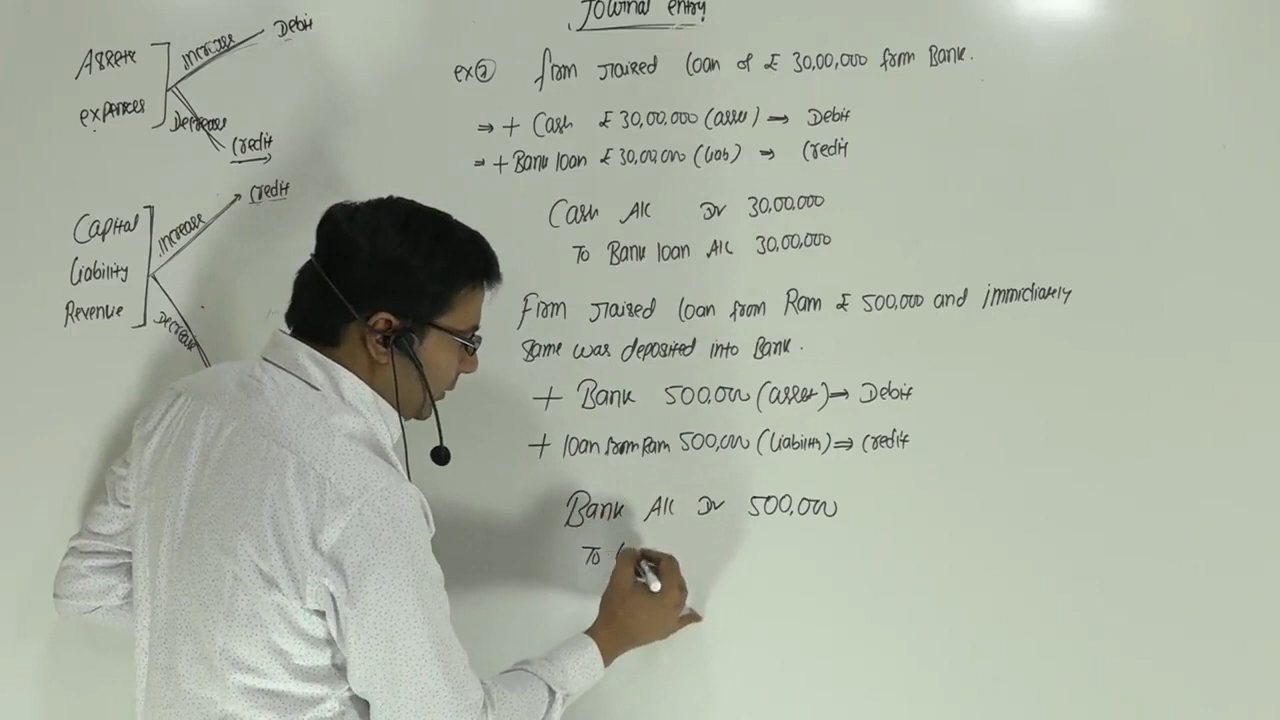 Journal entry
Assets
expences
increase
Debit
Decrease
Credit
Capital
Liability
Revenue
increase
Credit
Decrease
ex② firm raised loan of £ 30,00,000 from Bank.
⇒ + Cash £ 30,00,000 (asset) → Debit
⇒ + Bank loan £ 30,00,000 (liab) ⇒ Credit
Cash A/C Dr 30,00,000
To Bank loan A/C 30,00,000
Firm raised loan from Ram £ 500,000 and immidiately
same was deposited into Bank.
+ Bank 500,000 (asset) → Debit
+ loan from Ram 500,000 (liability) ⇒ credit
Bank A/C Dr 500,000
To